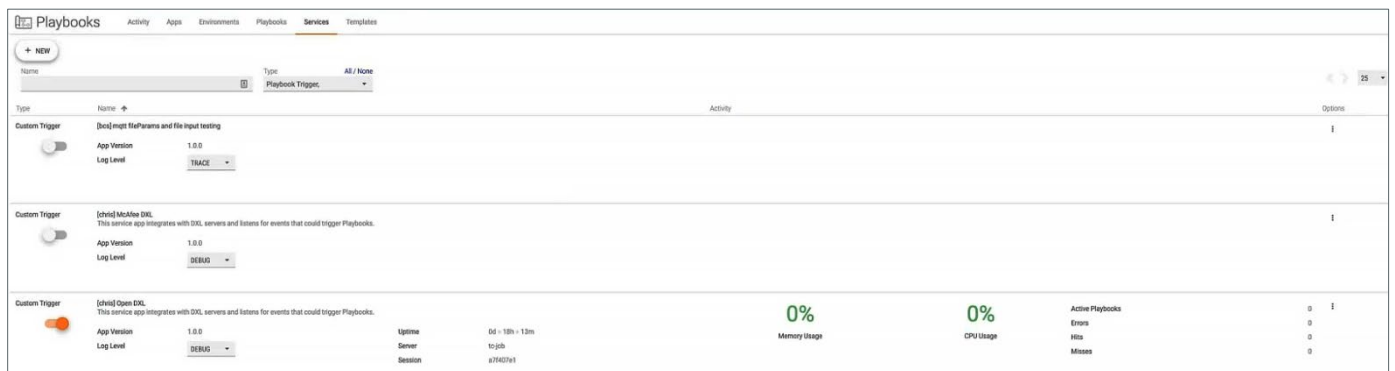 Playbooks Activity Apps Environments Playbooks Services Templates
+ NEW
Name Type All / None
Playbook Trigger, 25
Type Name Activity Options
Custom Trigger [bcs] mqtt fileParams and file input testing
App Version 1.0.0
Log Level TRACE
Custom Trigger [chris] McAfee DXL
This service app integrates with DXL servers and listens for events that could trigger Playbooks.
App Version 1.0.0
Log Level DEBUG
Custom Trigger [chris] Open DXL
This service app integrates with DXL servers and listens for events that could trigger Playbooks.
0% Memory Usage 0% CPU Usage
Active Playbooks 0
Errors 0
Hits 0
Misses 0
App Version 1.0.0 Uptime 0d - 18h - 13m
Log Level DEBUG Server to-job
Session a7f407e1